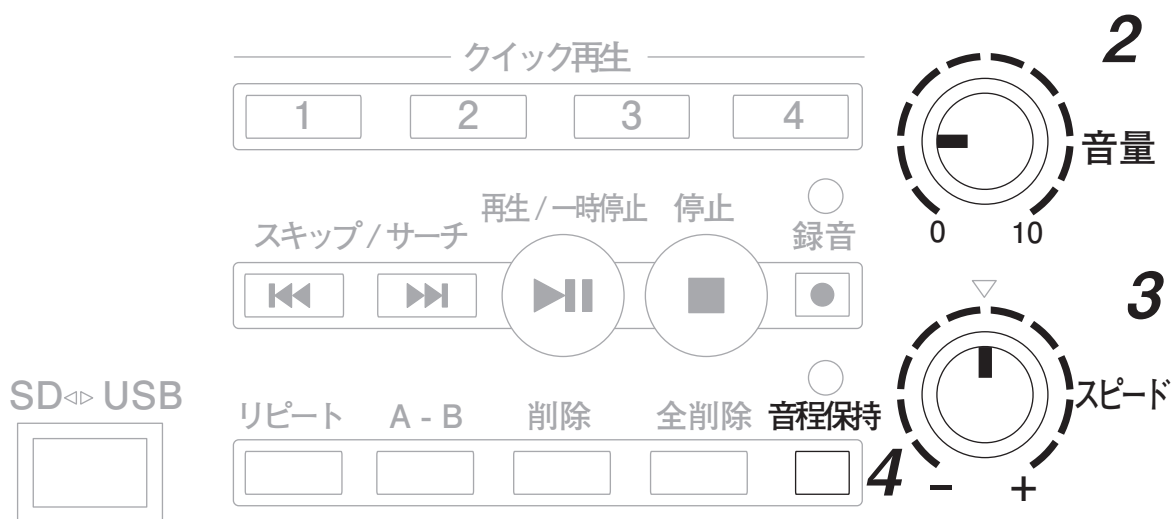 クイック再生
1 2 3 4
2
音量
0 10
再生 / 一時停止 停止
スキップ / サーチ
録音
3
スピード
- +
SD USB
リピート A - B 削除 全削除 音程保持
4